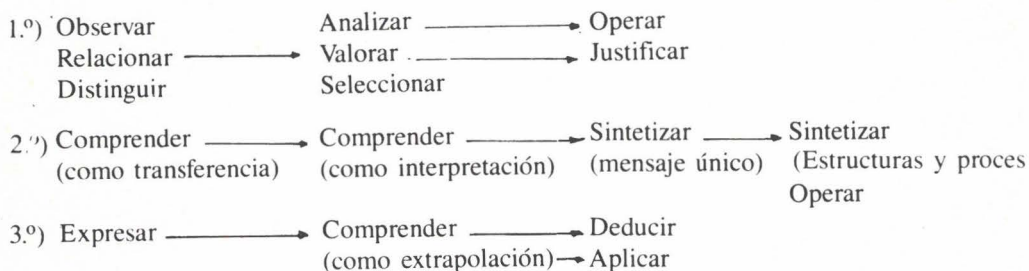 1.º) Observar Analizar Operar
Relacionar Valorar Justificar
Distinguir Seleccionar
2.º) Comprender Comprender Sintetizar Sintetizar
(como transferencia) (como interpretación) (mensaje único) (Estructuras y proces
Operar
3.º) Expresar Comprender Deducir
(como extrapolación) Aplicar